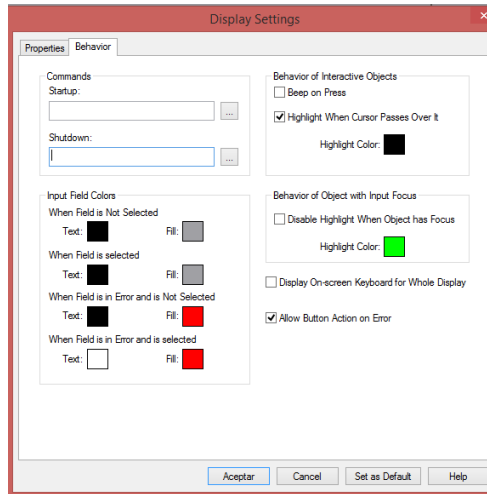 Display Settings
Properties
Behavior
Commands
Startup:
...
Shutdown:
...
Input Field Colors
When Field is Not Selected
Text:
Fill:
When Field is selected
Text:
Fill:
When Field is in Error and is Not Selected
Text:
Fill:
When Field is in Error and is selected
Text:
Fill:
Behavior of Interactive Objects
Beep on Press
Highlight When Cursor Passes Over It
Highlight Color:
Behavior of Object with Input Focus
Disable Highlight When Object has Focus
Highlight Color:
Display On-screen Keyboard for Whole Display
Allow Button Action on Error
Aceptar
Cancel
Set as Default
Help